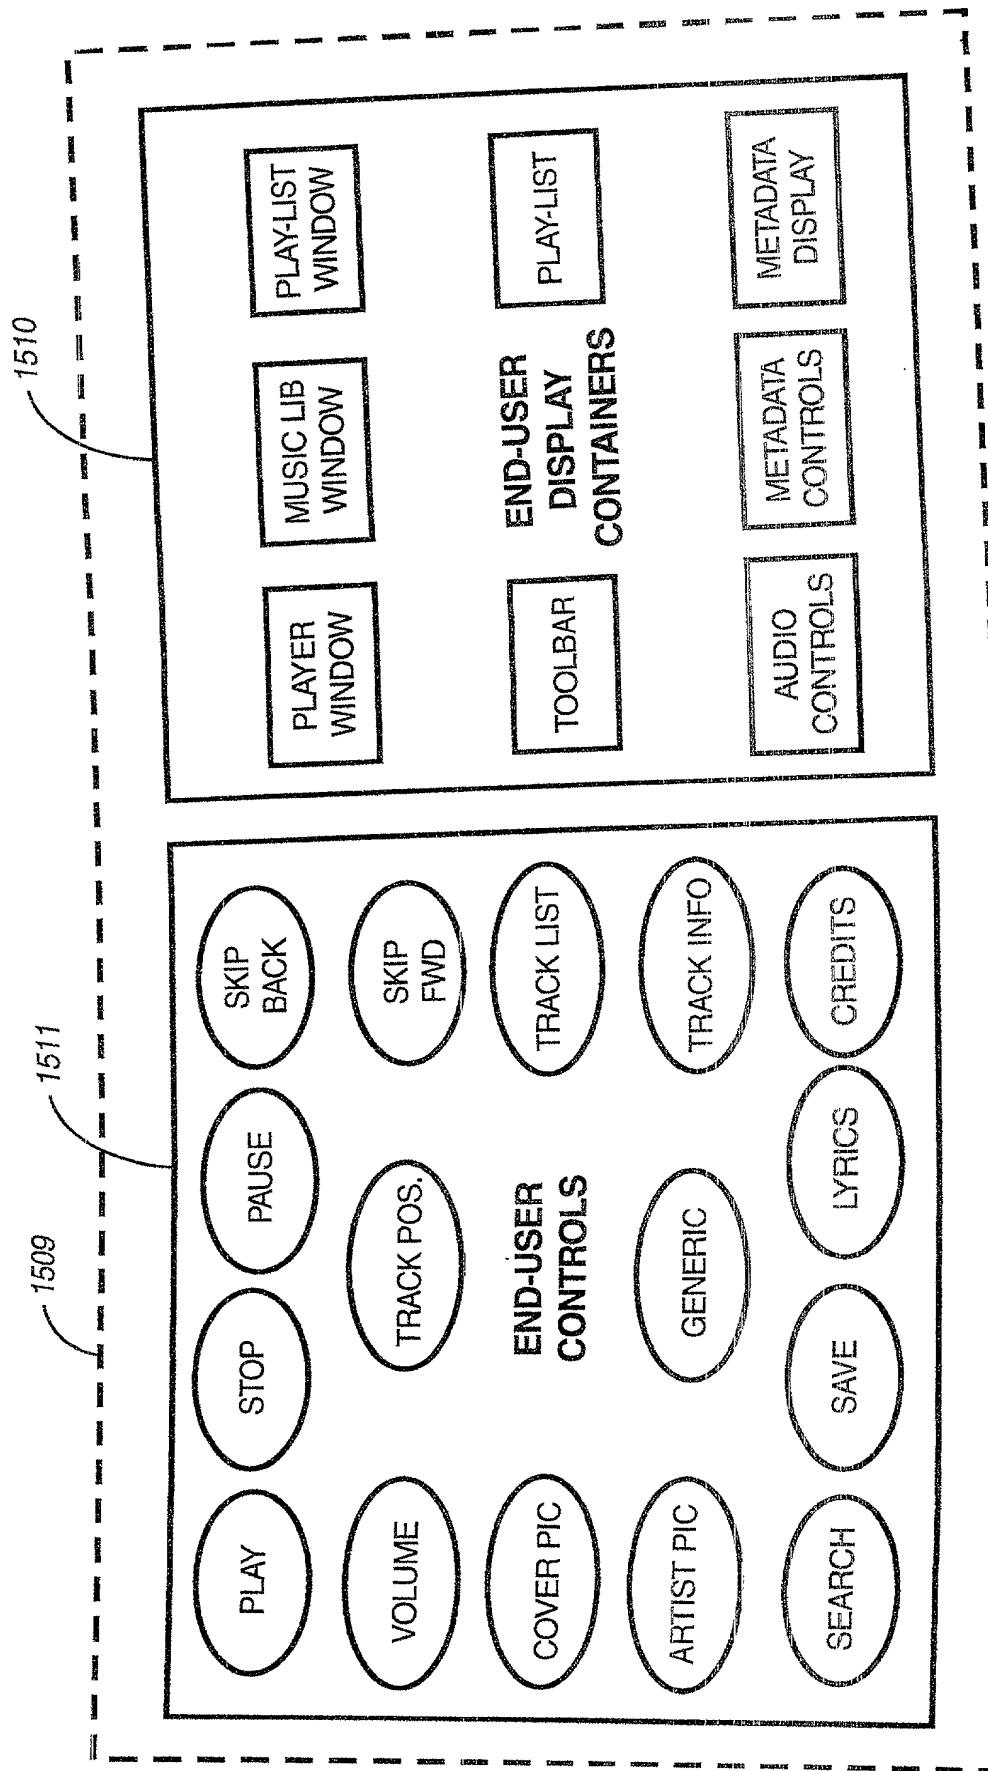 1509
1511
1510
PLAY
STOP
PAUSE
SKIP
BACK
VOLUME
TRACK POS.
SKIP
FWD
COVER PIC
END-USER
CONTROLS
TRACK LIST
ARTIST PIC
GENERIC
TRACK INFO
SEARCH
SAVE
LYRICS
CREDITS
PLAYER
WINDOW
MUSIC LIB
WINDOW
PLAY-LIST
WINDOW
TOOLBAR
END-USER
DISPLAY
CONTAINERS
PLAY-LIST
AUDIO
CONTROLS
METADATA
CONTROLS
METADATA
DISPLAY